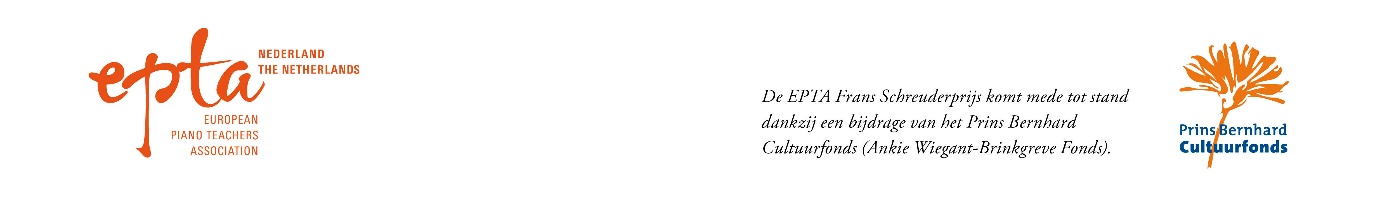 epta
NEDERLAND
THE NETHERLANDS
EUROPEAN
PIANO TEACHERS
ASSOCIATION
De EPTA Frans Schreuderprijs komt mede tot stand
dankzij een bijdrage van het Prins Bernhard
Cultuurfonds (Ankie Wiegant-Brinkgreve Fonds).
Prins Bernhard
Cultuurfonds